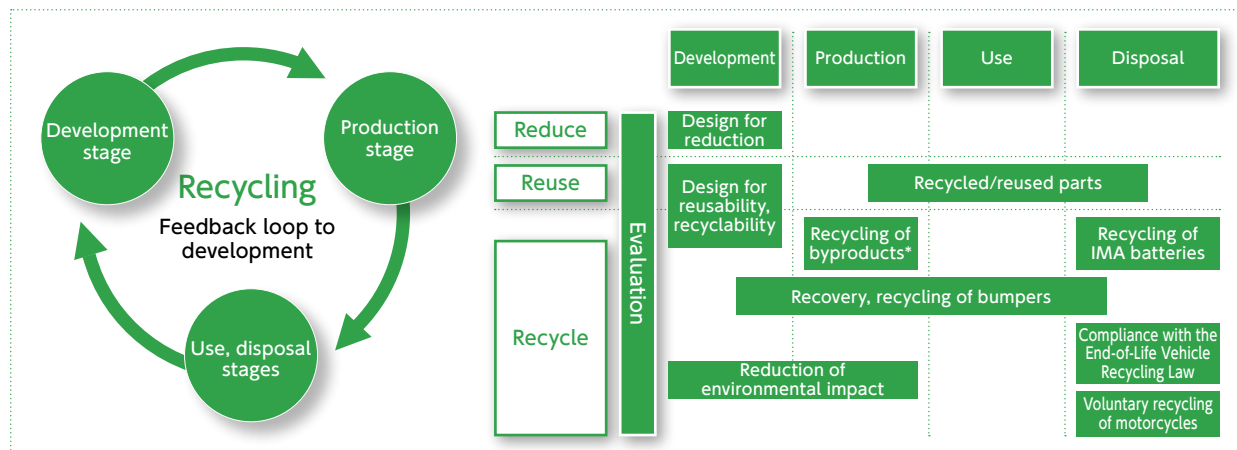 Development
stage
Production
stage
Recycling
Feedback loop to
development
Use, disposal
stages
Development
Production
Use
Disposal
Reduce
Reuse
Recycle
Evaluation
Design for
reduction
Design for
reusability,
recyclability
Recycled/reused parts
Recycling of
byproducts*
Recycling of
IMA batteries
Recovery, recycling of bumpers
Reduction of
environmental impact
Compliance with the
End-of-Life Vehicle
Recycling Law
Voluntary recycling
of motorcycles